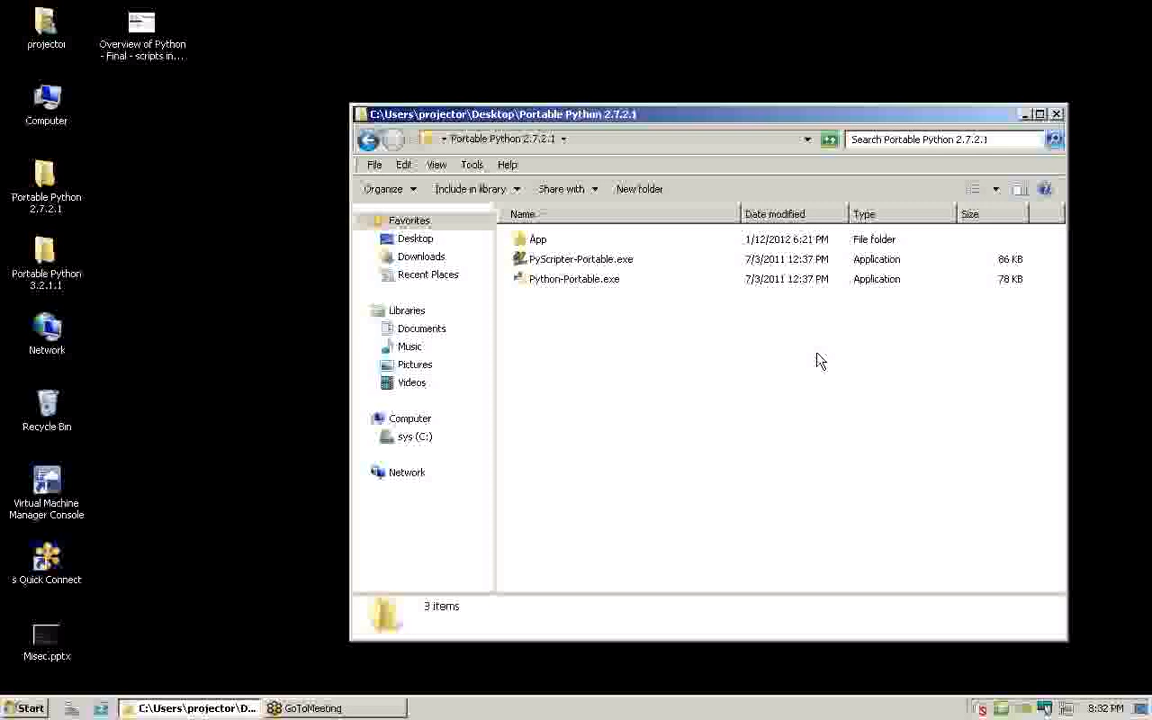 projector
Overview of Python
- Final - scripts in...
Computer
Portable Python
2.7.2.1
Portable Python
3.2.1.1
Network
Recycle Bin
Virtual Machine
Manager Console
s Quick Connect
Misec.pptx
C:\Users\projector\Desktop\Portable Python 2.7.2.1
Portable Python 2.7.2.1
Search Portable Python 2.7.2.1
File Edit View Tools Help
Organize Include in library Share with New folder
Favorites
Desktop
Downloads
Recent Places
Libraries
Documents
Music
Pictures
Videos
Computer
sys (C:)
Network
Name Date modified Type Size
App 1/12/2012 6:21 PM File folder
PyScripter-Portable.exe 7/3/2011 12:37 PM Application 86 KB
Python-Portable.exe 7/3/2011 12:37 PM Application 78 KB
3 items
Start C:\Users\projector\D... GoToMeeting 8:32 PM